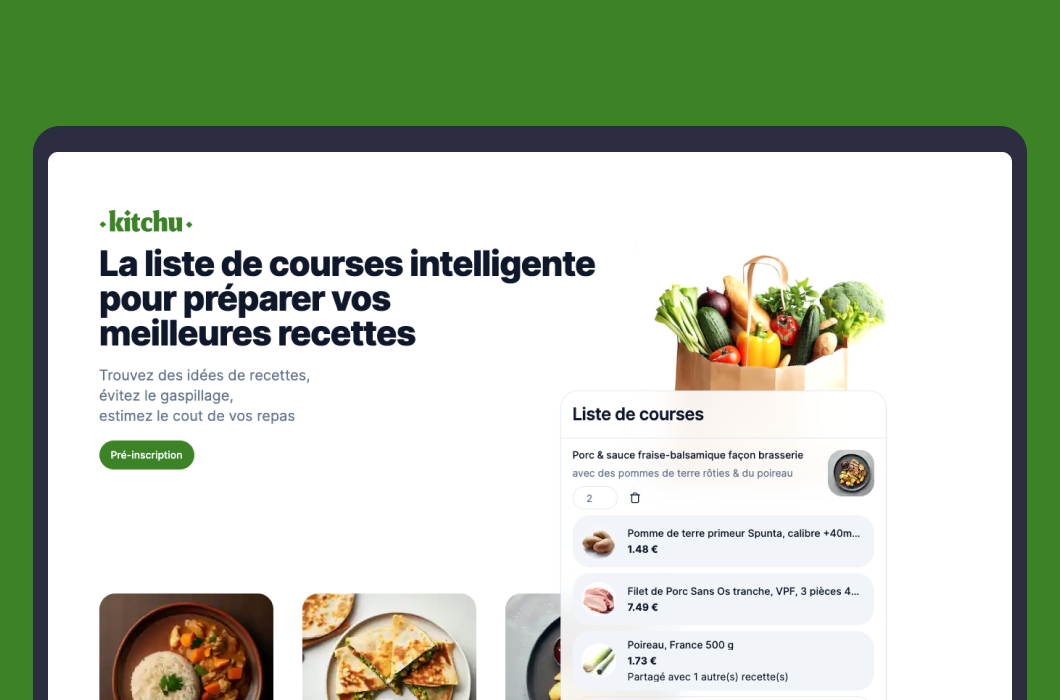 kitchu
La liste de courses intelligente
pour préparer vos
meilleures recettes
Trouvez des idées de recettes,
évitez le gaspillage,
estimez le cout de vos repas
Pré-inscription
Liste de courses
Porc & sauce fraise-balsamique façon brasserie
avec des pommes de terre rôties & du poireau
2
Pomme de terre primeur Spunta, calibre +40m...
1.48 €
Filet de Porc Sans Os tranche, VPF, 3 pièces 4...
7.49 €
Poireau, France 500 g
1.73 €
Partagé avec 1 autre(s) recette(s)